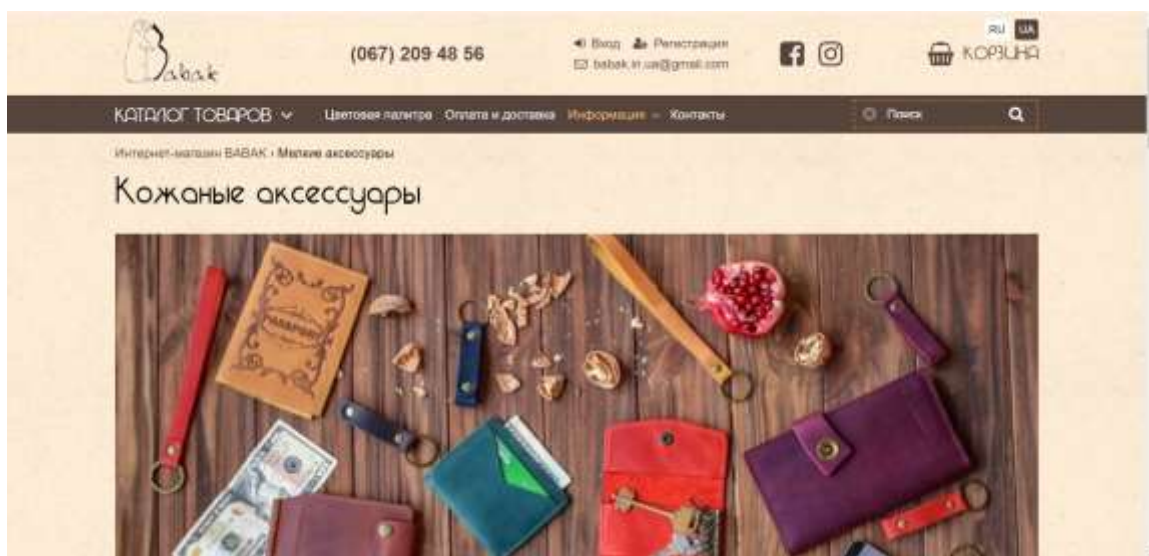 Babak
(067) 209 48 56
Вход Регистрация
babak.in.ua@gmail.com
RU UA
КОРЗИНА
КАТАЛОГ ТОВАРОВ
Цветовая палитра Оплата и доставка Информация Контакты
Поиск
Интернет-магазин BABAK › Мелкие аксессуары
Кожаные аксессуары
PASSPORT